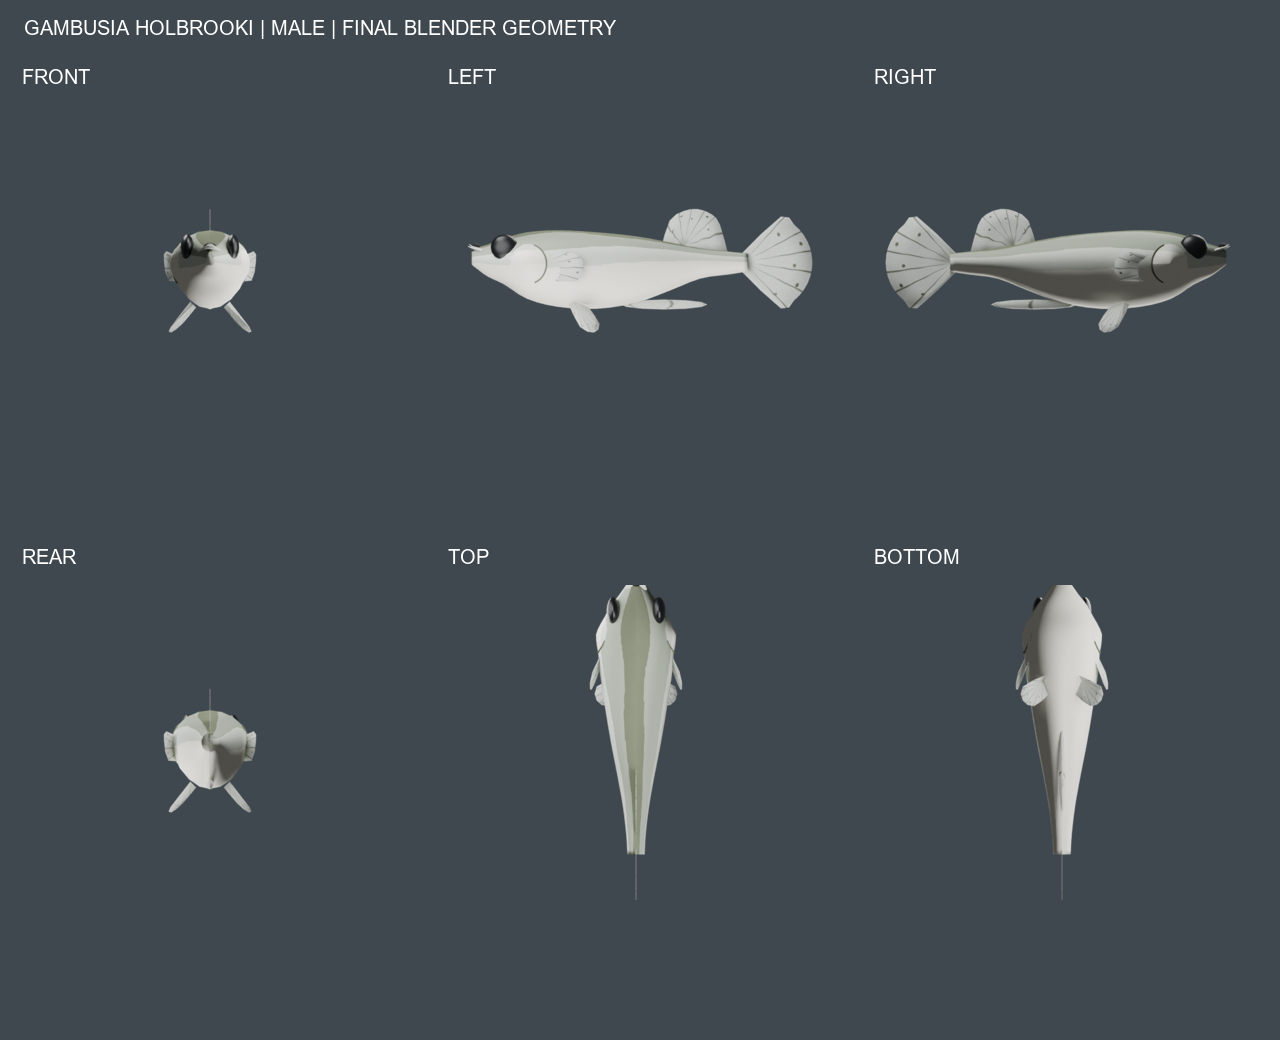 GAMBUSIA HOLBROOKI | MALE | FINAL BLENDER GEOMETRY
FRONT
LEFT
RIGHT
REAR
TOP
BOTTOM